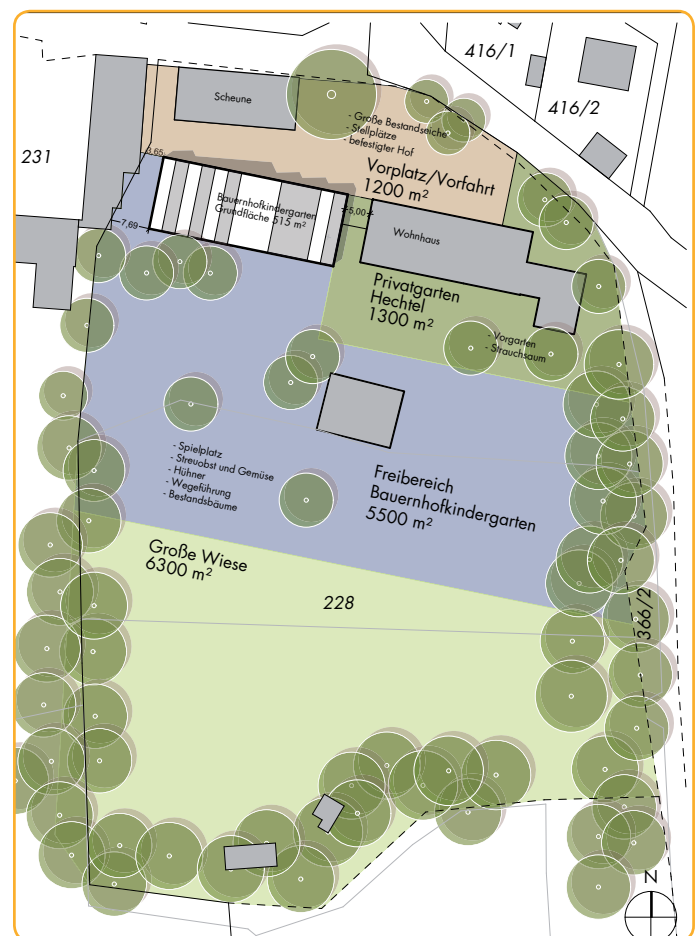 416/1
416/2
Scheune
- Große Bestandseiche
- Stellplätze
- befestigter Hof
Vorplatz/Vorfahrt
1200 m²
231
3,65
Bauernhofkindergarten
Grundfläche 515 m²
5,00
7,69
Wohnhaus
Privatgarten
Hechtel
1300 m²
- Vorgarten
- Strauchsaum
- Spielplatz
- Streuobst und Gemüse
- Hühner
- Wegeführung
- Bestandsbäume
Freibereich
Bauernhofkindergarten
5500 m²
Große Wiese
6300 m²
228
366/2
N